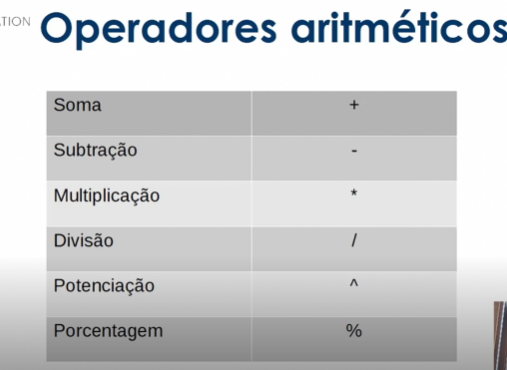 ATION
Operadores aritméticos
Soma +
Subtração -
Multiplicação *
Divisão /
Potenciação ^
Porcentagem %